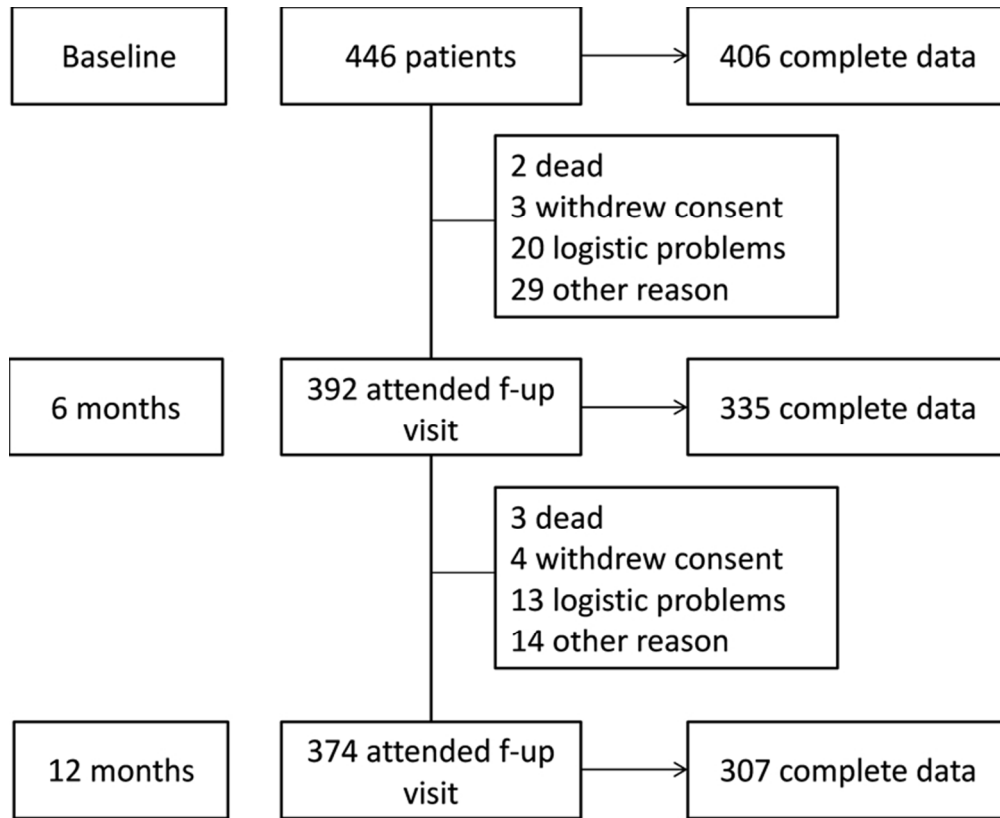 Baseline
446 patients
406 complete data
2 dead
3 withdrew consent
20 logistic problems
29 other reason
6 months
392 attended f-up
visit
335 complete data
3 dead
4 withdrew consent
13 logistic problems
14 other reason
12 months
374 attended f-up
visit
307 complete data